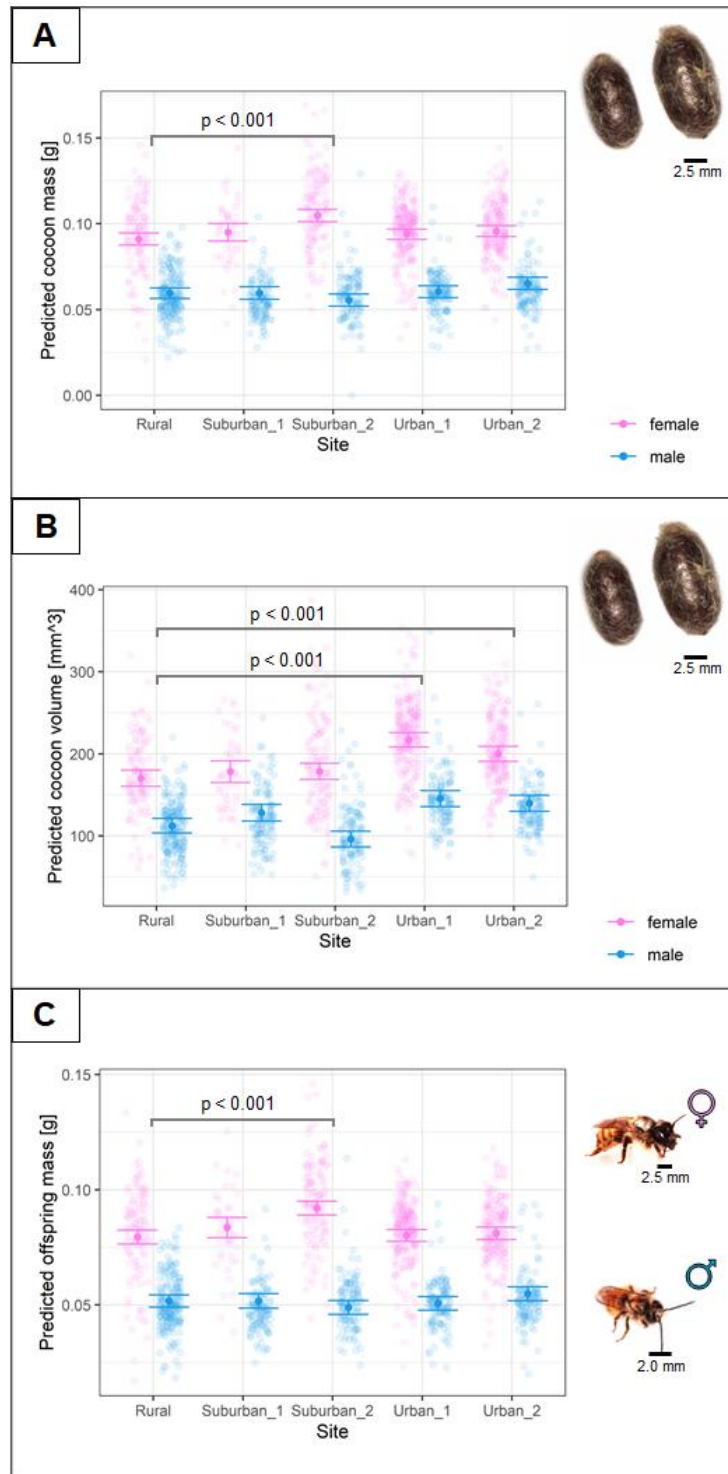 A
p < 0.001
0.15
0.10
0.05
0.00
Predicted cocoon mass [g]
Rural Suburban_1 Suburban_2 Urban_1 Urban_2
Site
2.5 mm
female
male
B
p < 0.001
p < 0.001
400
300
200
100
Predicted cocoon volume [mm^3]
Rural Suburban_1 Suburban_2 Urban_1 Urban_2
Site
2.5 mm
female
male
C
p < 0.001
0.15
0.10
0.05
Predicted offspring mass [g]
Rural Suburban_1 Suburban_2 Urban_1 Urban_2
Site
2.5 mm
2.0 mm